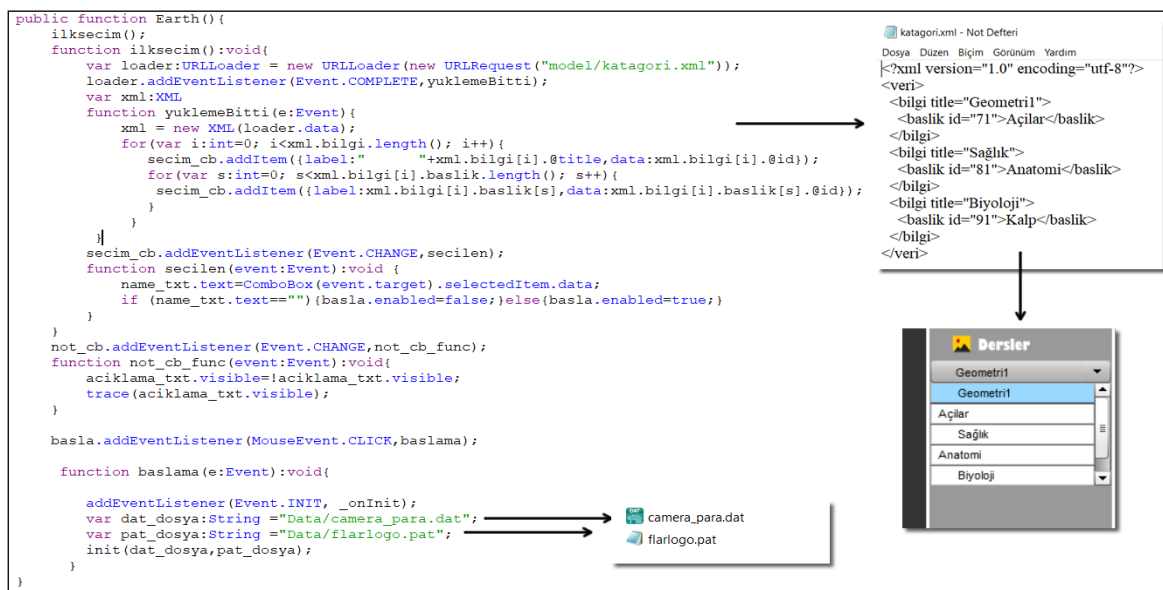 public function Earth(){
ilksecim();
function ilksecim():void{
var loader:URLLoader = new URLLoader(new URLRequest("model/katagori.xml"));
loader.addEventListener(Event.COMPLETE,yuklemeBitti);
var xml:XML
function yuklemeBitti(e:Event){
xml = new XML(loader.data);
for(var i:int=0; i<xml.bilgi.length(); i++){
secim_cb.addItem({label:"      "+xml.bilgi[i].@title,data:xml.bilgi[i].@id});
for(var s:int=0; s<xml.bilgi[i].baslik.length(); s++){
secim_cb.addItem({label:xml.bilgi[i].baslik[s],data:xml.bilgi[i].baslik[s].@id});
}
}
}
secim_cb.addEventListener(Event.CHANGE,secilen);
function secilen(event:Event):void {
name_txt.text=ComboBox(event.target).selectedItem.data;
if (name_txt.text==""){basla.enabled=false;}else{basla.enabled=true;}
}
}
not_cb.addEventListener(Event.CHANGE,not_cb_func);
function not_cb_func(event:Event):void{
aciklama_txt.visible=!aciklama_txt.visible;
trace(aciklama_txt.visible);
}
basla.addEventListener(MouseEvent.CLICK,baslama);
function baslama(e:Event):void{
addEventListener(Event.INIT, _onInit);
var dat_dosya:String ="Data/camera_para.dat";
var pat_dosya:String ="Data/flarlogo.pat";
init(dat_dosya,pat_dosya);
}
}
katagori.xml - Not Defteri
Dosya Düzen Biçim Görünüm Yardım
<?xml version="1.0" encoding="utf-8"?>
<veri>
<bilgi title="Geometri1">
<baslik id="71">Açilar</baslik>
</bilgi>
<bilgi title="Sağlık">
<baslik id="81">Anatomi</baslik>
</bilgi>
<bilgi title="Biyoloji">
<baslik id="91">Kalp</baslik>
</bilgi>
</veri>
Dersler
Geometri1
Geometri1
Açilar
Sağlık
Anatomi
Biyoloji
DAT
camera_para.dat
flarlogo.pat